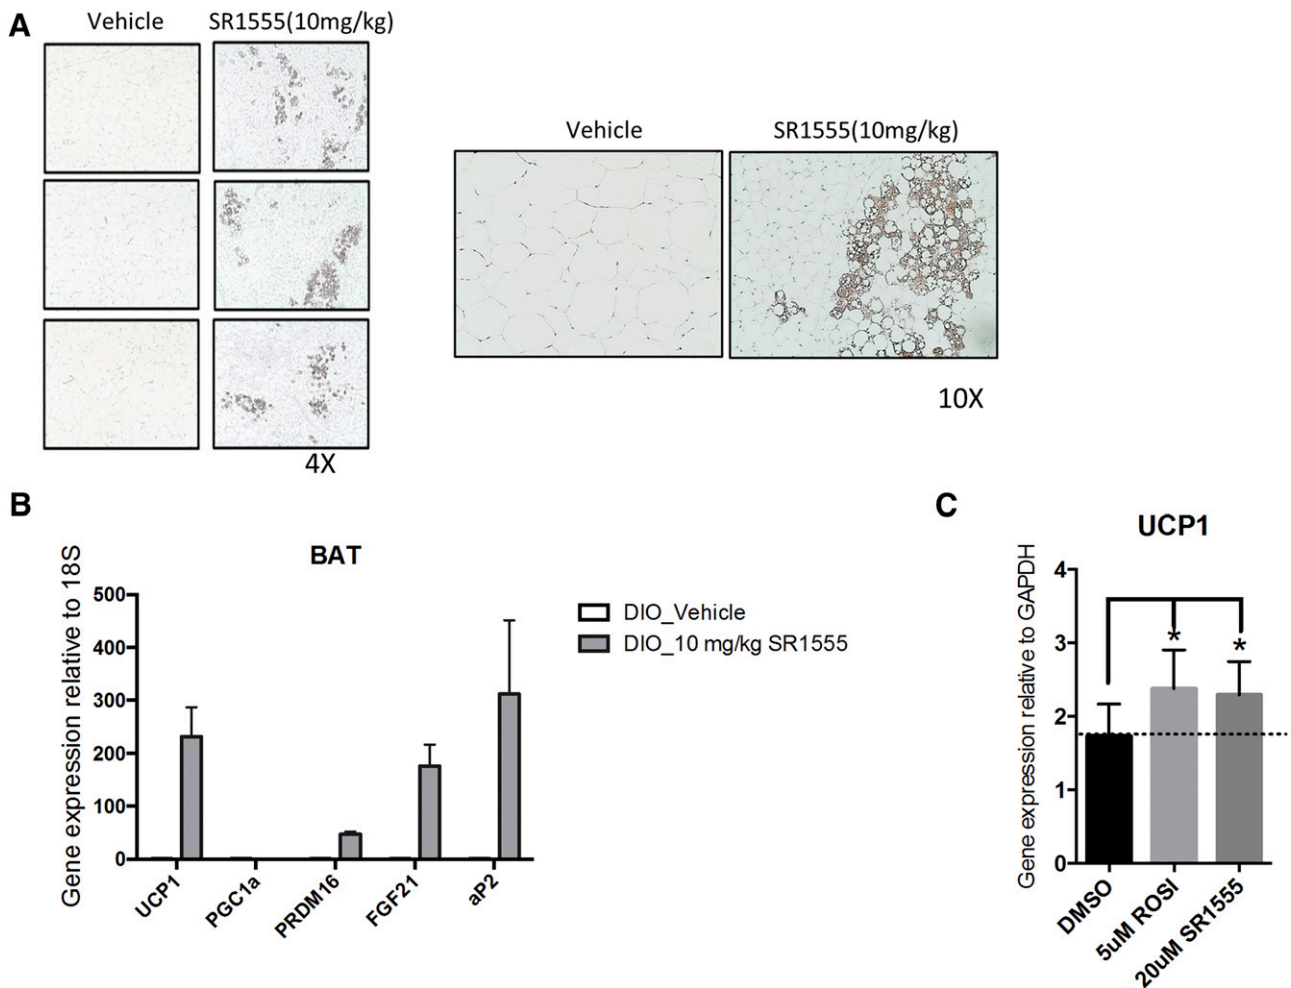 A
Vehicle SR1555(10mg/kg)
4X
Vehicle SR1555(10mg/kg)
10X
B
BAT
Gene expression relative to 18S
500
400
300
200
100
0
UCP1 PGC1a PRDM16 FGF21 aP2
DIO_Vehicle
DIO_10 mg/kg SR1555
C
UCP1
Gene expression relative to GAPDH
4
3
2
1
0
* *
DMSO 5uM ROSI 20uM SR1555